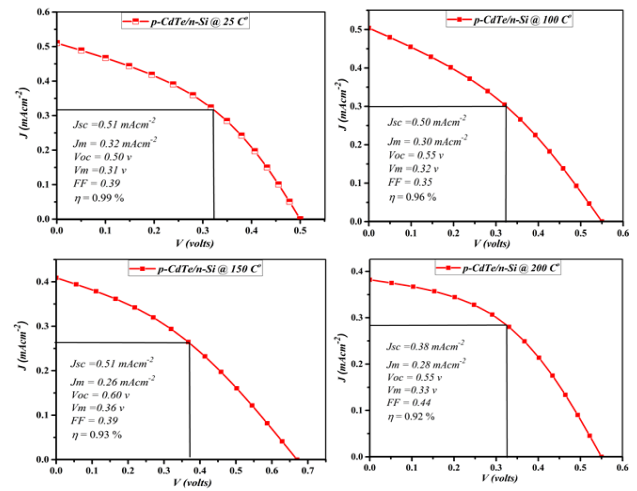 p-CdTe/n-Si @ 25 C°
0.6
0.5
0.4
0.3
0.2
0.1
0.0
J (mAcm⁻²)
Jsc =0.51 mAcm⁻²
Jm = 0.32 mAcm⁻²
Voc = 0.50 v
Vm = 0.31 v
FF = 0.39
η = 0.99 %
0.0 0.1 0.2 0.3 0.4 0.5
V (volts)
p-CdTe/n-Si @ 100 C°
0.5
0.4
0.3
0.2
0.1
0.0
J (mAcm⁻²)
Jsc =0.50 mAcm⁻²
Jm = 0.30 mAcm⁻²
Voc = 0.55 v
Vm = 0.32 v
FF = 0.35
η = 0.96 %
0.0 0.1 0.2 0.3 0.4 0.5 0.6
V (volts)
p-CdTe/n-Si @ 150 C°
0.4
0.3
0.2
0.1
0.0
J (mAcm⁻²)
Jsc =0.51 mAcm⁻²
Jm = 0.26 mAcm⁻²
Voc = 0.60 v
Vm = 0.36 v
FF = 0.39
η = 0.93 %
0.0 0.1 0.2 0.3 0.4 0.5 0.6 0.7
V (volts)
p-CdTe/n-Si @ 200 C°
0.4
0.3
0.2
0.1
0.0
J (mAcm⁻²)
Jsc =0.38 mAcm⁻²
Jm = 0.28 mAcm⁻²
Voc = 0.55 v
Vm =0.33 v
FF = 0.44
η = 0.92 %
0.0 0.1 0.2 0.3 0.4 0.5 0.6
V (volts)